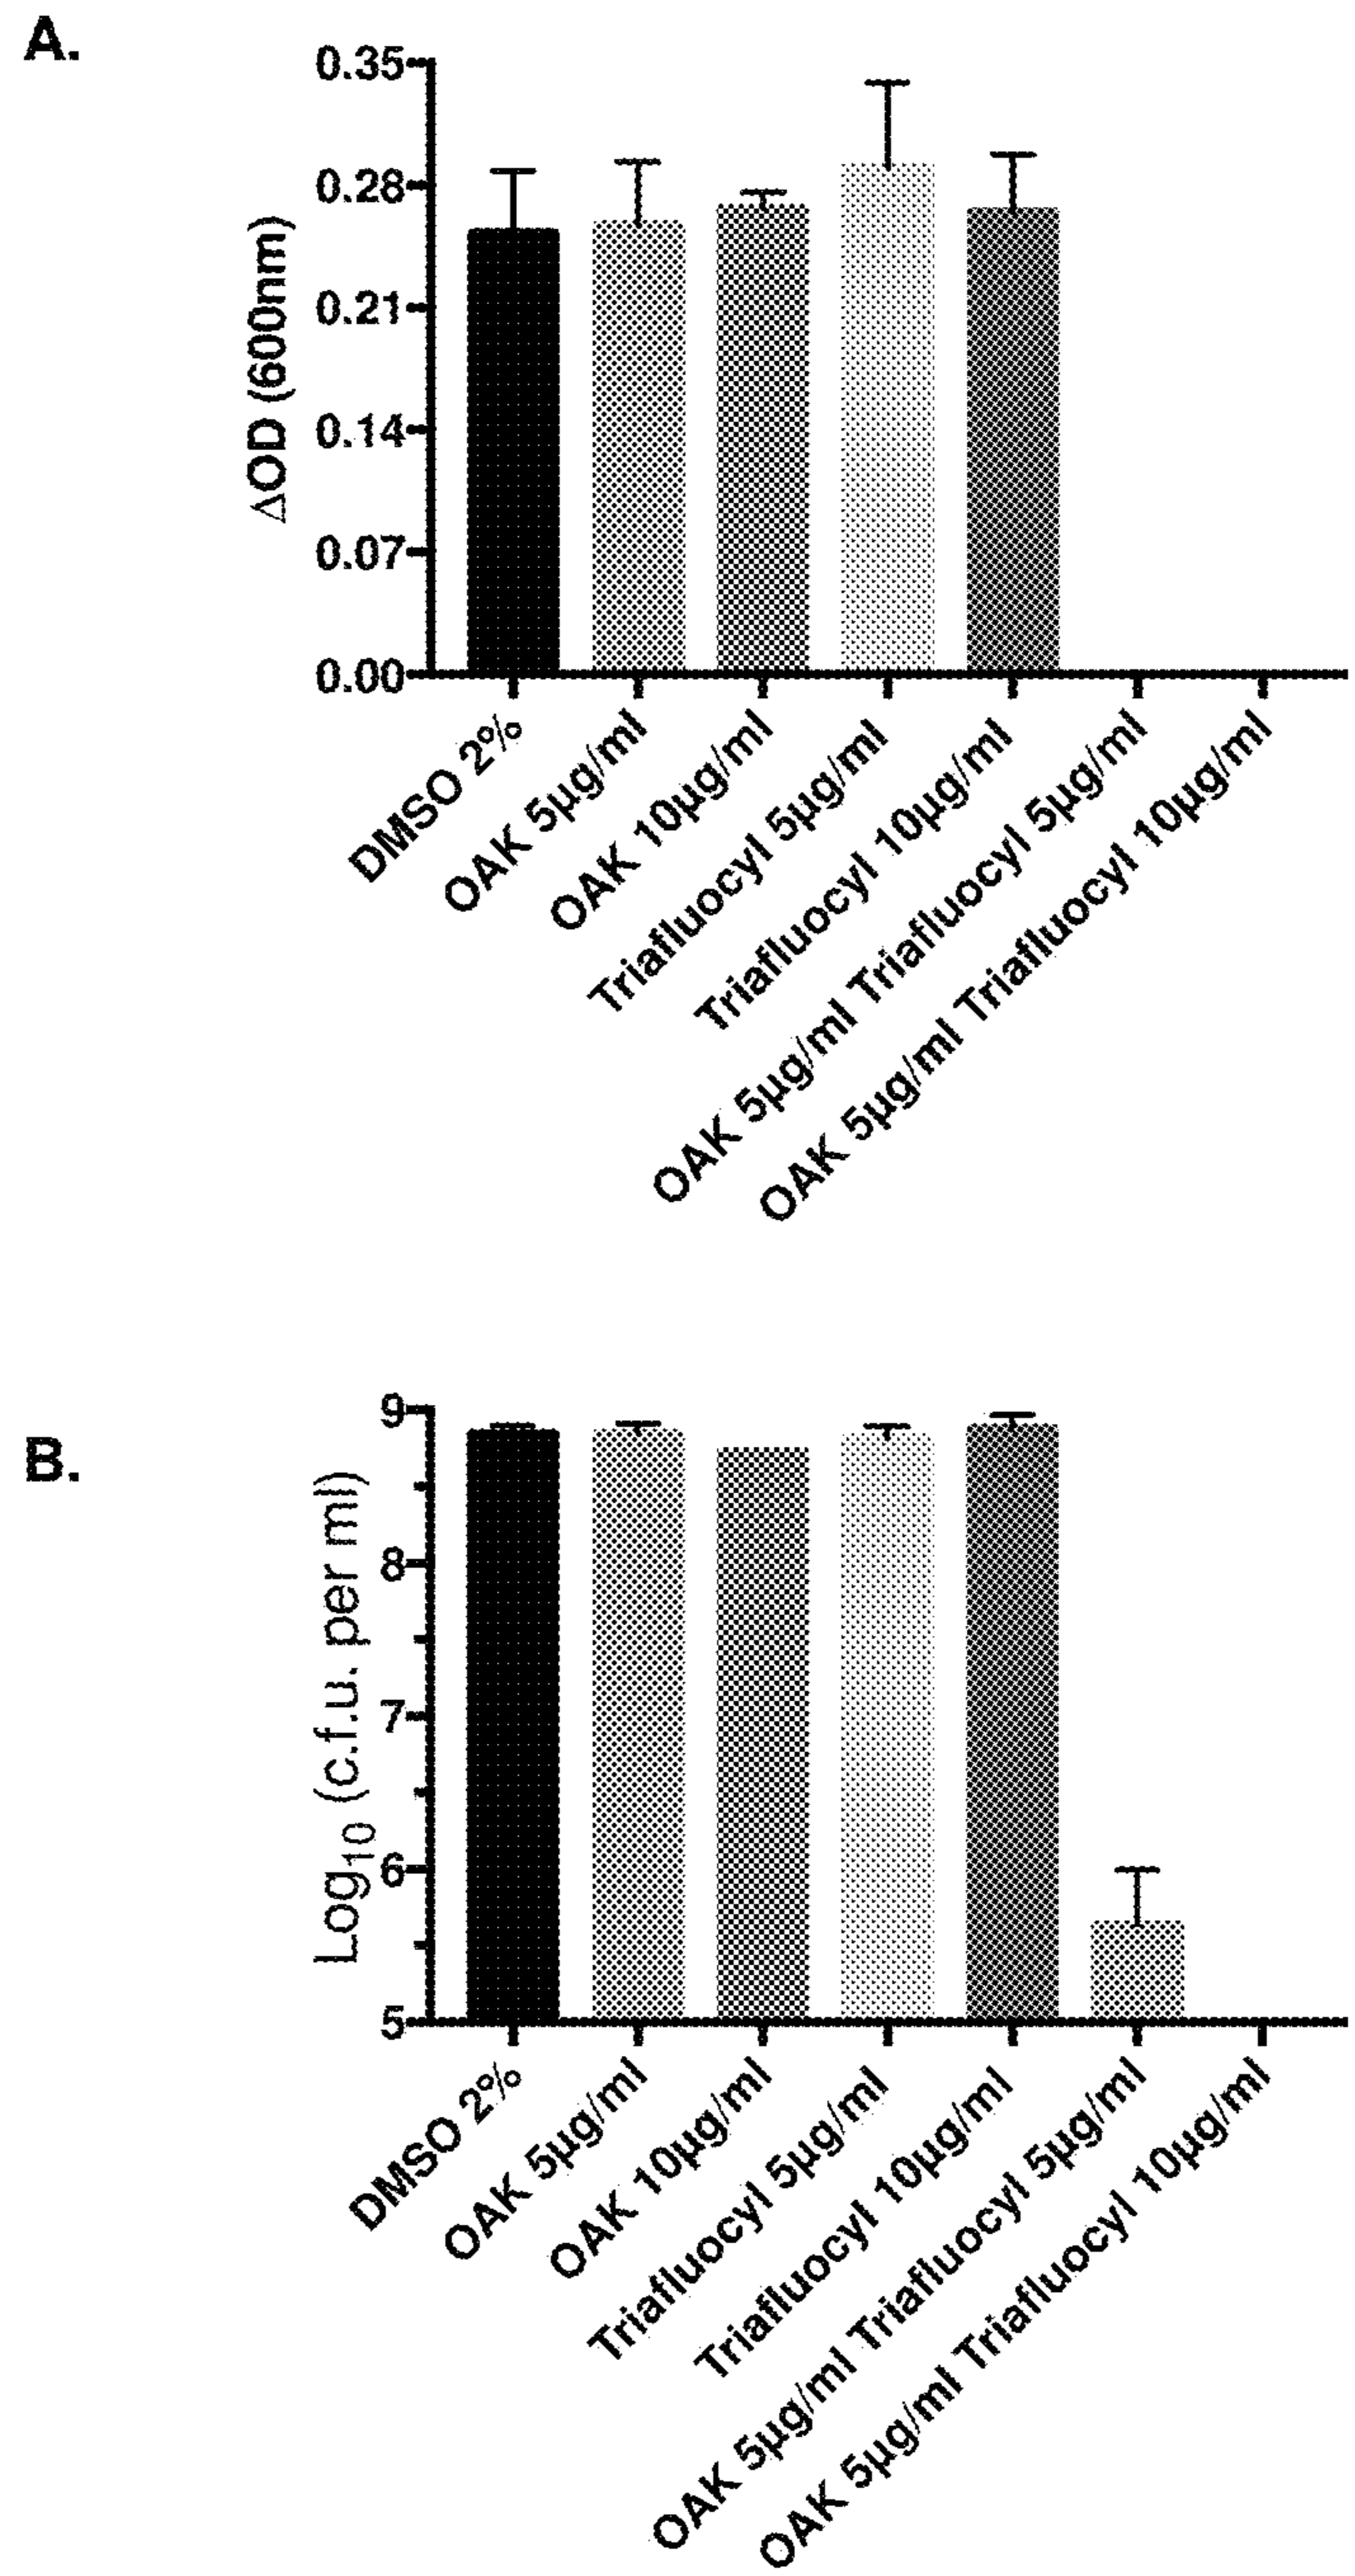 A.
0.35
0.28
0.21
0.14
0.07
0.00
ΔOD (600nm)
DMSO 2%
OAK 5µg/ml
OAK 10µg/ml
Triafluocyl 5µg/ml
Triafluocyl 10µg/ml
OAK 5µg/ml Triafluocyl 5µg/ml
OAK 5µg/ml Triafluocyl 10µg/ml
B.
9
8
7
6
5
Log10 (c.f.u. per ml)
DMSO 2%
OAK 5µg/ml
OAK 10µg/ml
Triafluocyl 5µg/ml
Triafluocyl 10µg/ml
OAK 5µg/ml Triafluocyl 5µg/ml
OAK 5µg/ml Triafluocyl 10µg/ml